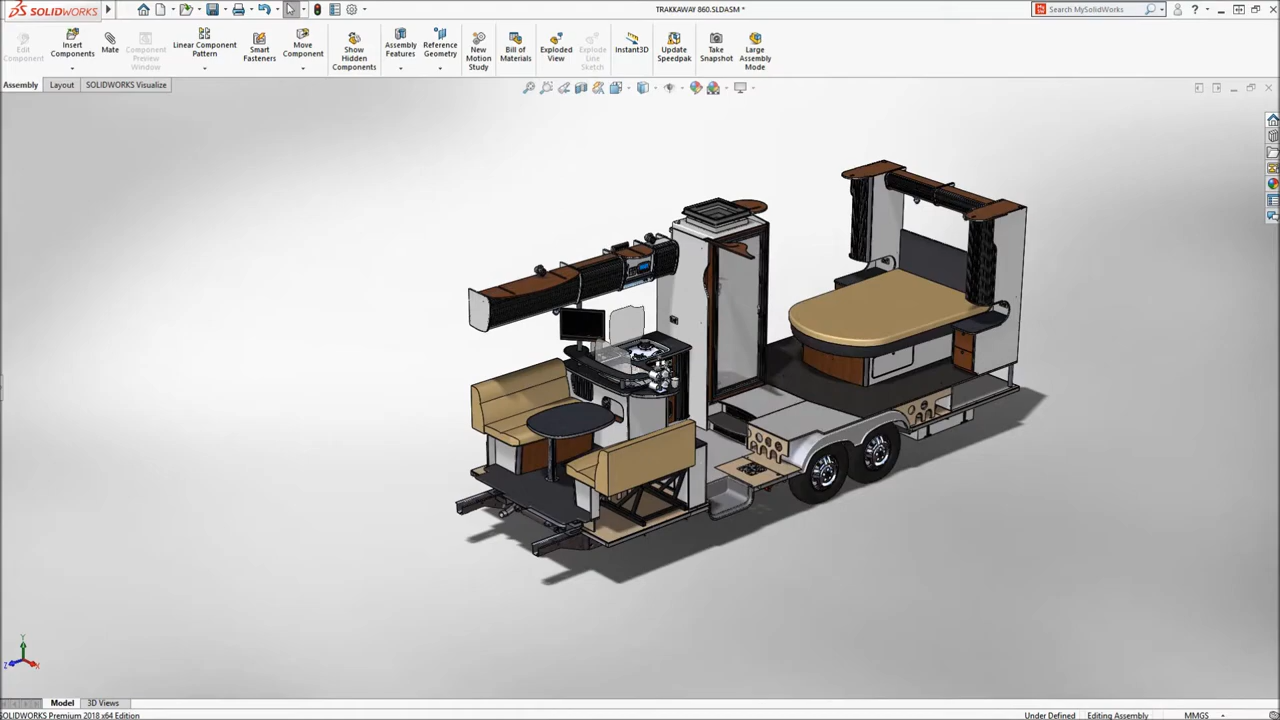 SOLIDWORKS
TRAKKAWAY 860.SLDASM *
Search MySolidWorks
Edit
Component
Insert
Components
Mate
Component
Preview
Window
Linear Component
Pattern
Smart
Fasteners
Move
Component
Show
Hidden
Components
Assembly
Features
Reference
Geometry
New
Motion
Study
Bill of
Materials
Exploded
View
Explode
Line
Sketch
Instant3D
Update
Speedpak
Take
Snapshot
Large
Assembly
Mode
Assembly
Layout
SOLIDWORKS Visualize
Y
Z
X
Model
3D Views
SOLIDWORKS Premium 2018 x64 Edition
Under Defined
Editing Assembly
MMGS